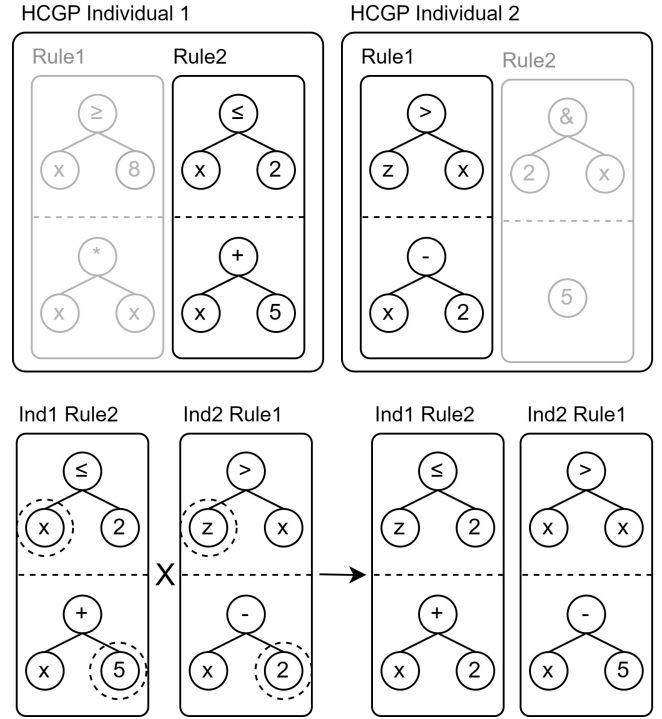 HCGP Individual 1 HCGP Individual 2
Rule1 Rule2 Rule1 Rule2
≥ ≤ > &
x 8 x 2 z x 2 x
* + -
x x x 5 x 2 5
Ind1 Rule2 Ind2 Rule1 Ind1 Rule2 Ind2 Rule1
≤ > ≤ >
x 2 z x z 2 x x
X
+ - + -
x 5 x 2 x 2 x 5